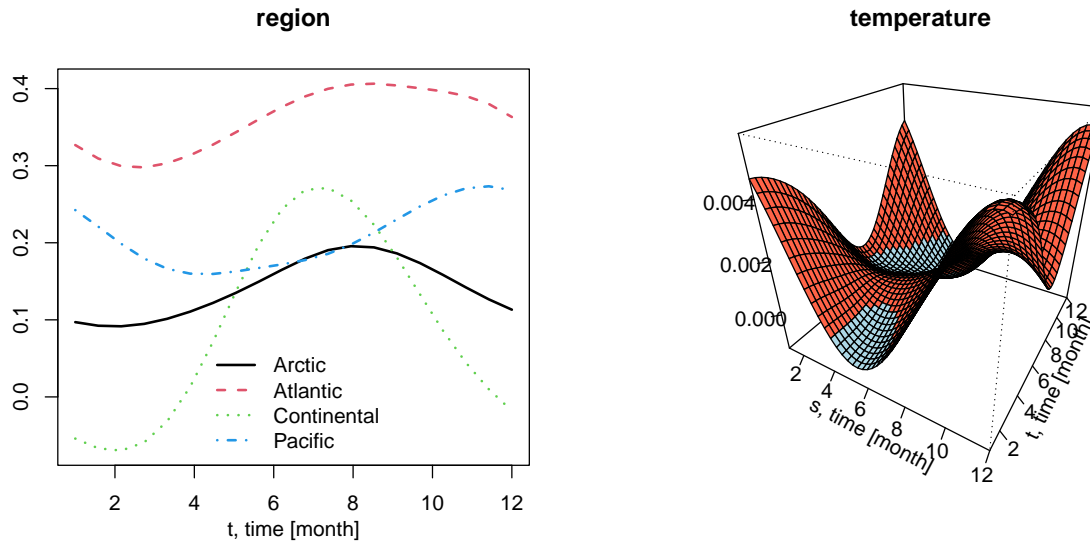 region
0.4
0.3
0.2
0.1
0.0
Arctic
Atlantic
Continental
Pacific
2 4 6 8 10 12
t, time [month]
temperature
0.004
0.002
0.000
2 4 6 8 10 12
s, time [month]
2 4 6 8 10 12
t, time [month]